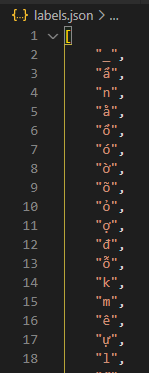 {..} labels.json > ...
1 [
2 "_",
3 "ẩ",
4 "n",
5 "ả",
6 "ồ",
7 "ó",
8 "ờ",
9 "õ",
10 "ỏ",
11 "ợ",
12 "đ",
13 "ỗ",
14 "k",
15 "m",
16 "ê",
17 "ự",
18 "l",